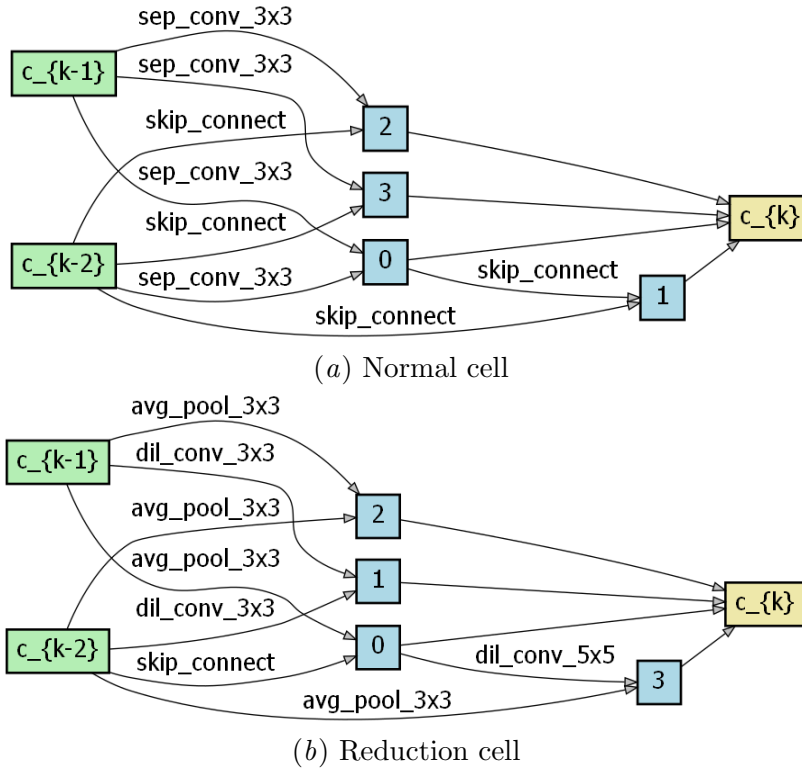 sep_conv_3x3
c_{k-1}
sep_conv_3x3
skip_connect
2
sep_conv_3x3
3
skip_connect
c_{k}
c_{k-2}
0
sep_conv_3x3
skip_connect
1
skip_connect
(a) Normal cell
avg_pool_3x3
c_{k-1}
dil_conv_3x3
avg_pool_3x3
2
avg_pool_3x3
1
dil_conv_3x3
c_{k}
c_{k-2}
0
skip_connect
dil_conv_5x5
3
avg_pool_3x3
(b) Reduction cell